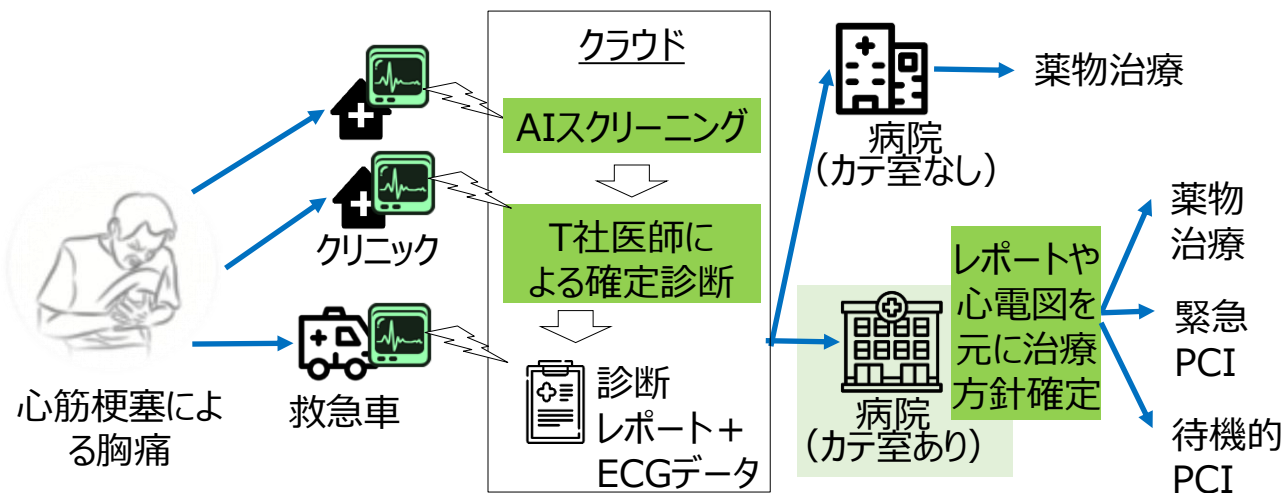 心筋梗塞によ
る胸痛
クリニック
救急車
クラウド
AIスクリーニング
T社医師に
よる確定診断
診断
レポート＋
ECGデータ
病院
（カテ室なし）
薬物治療
病院
（カテ室あり）
レポートや
心電図を
元に治療
方針確定
薬物
治療
緊急
PCI
待機的
PCI